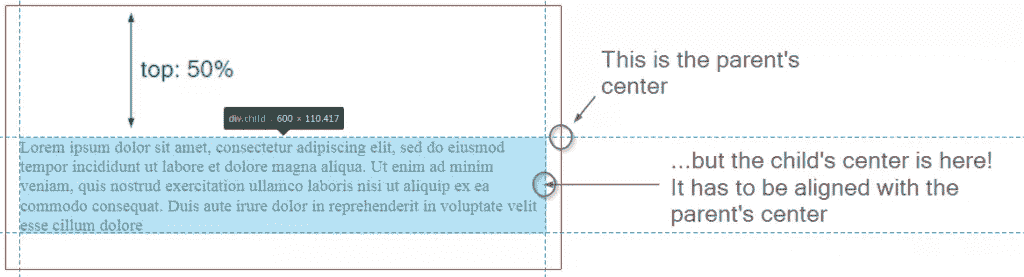 This is the parent's
center
top: 50%
div.child 600 × 110.417
Lorem ipsum dolor sit amet, consectetur adipiscing elit, sed do eiusmod
tempor incididunt ut labore et dolore magna aliqua. Ut enim ad minim
veniam, quis nostrud exercitation ullamco laboris nisi ut aliquip ex ea
commodo consequat. Duis aute irure dolor in reprehenderit in voluptate velit
esse cillum dolore
...but the child's center is here!
It has to be aligned with the
parent's center